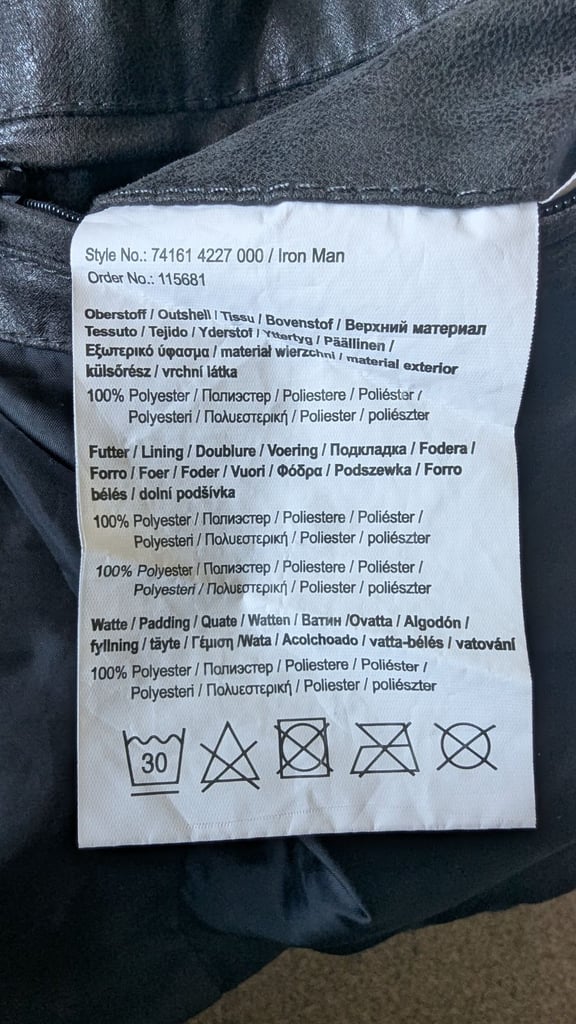 Style No.: 74161 4227 000 / Iron Man
Order No.: 115681
Oberstoff / Outshell / Tissu / Bovenstof / Верхний материал
Tessuto / Tejido / Yderstof / Yttertyg / Päällinen /
Εξωτερικό ύφασμα / materiał wierzchni / material exterior
külsőrész / vrchní látka
100% Polyester / Полиэстер / Poliestere / Poliéster /
Polyesteri / Πολυεστερική / Poliester / poliészter
Futter / Lining / Doublure / Voering / Подкладка / Fodera /
Forro / Foer / Foder / Vuori / Φόδρα / Podszewka / Forro
bélés / dolní podšívka
100% Polyester / Полиэстер / Poliestere / Poliéster /
Polyesteri / Πολυεστερική / Poliester / poliészter
100% Polyester / Полиэстер / Poliestere / Poliéster /
Polyesteri / Πολυεστερική / Poliester / poliészter
Watte / Padding / Quate / Watten / Ватин /Ovatta / Algodón /
fyllning / täyte / Γέμιση /Wata / Acolchoado / vatta-bélés / vatování
100% Polyester / Полиэстер / Poliestere / Poliéster /
Polyesteri / Πολυεστερική / Poliester / poliészter
30